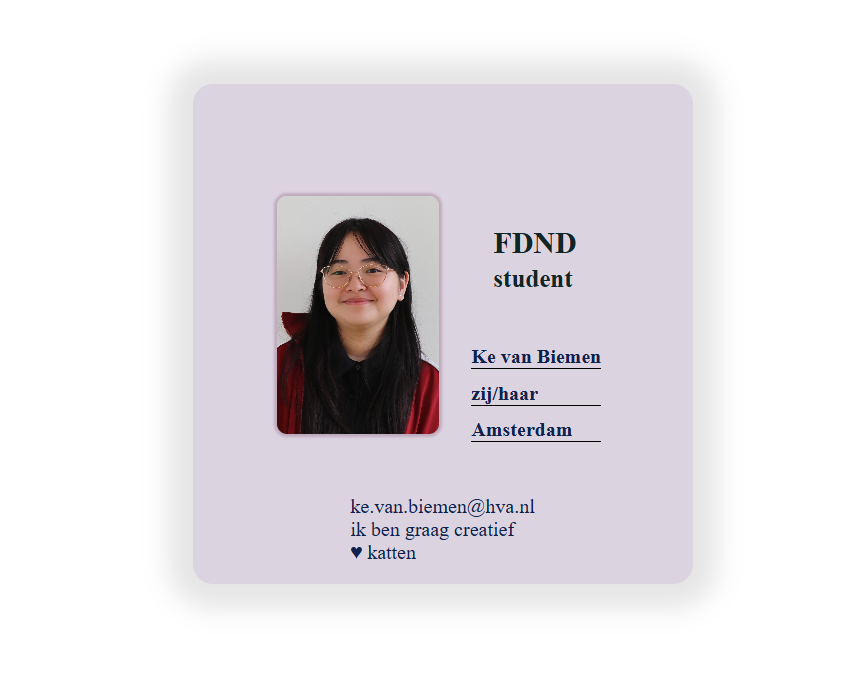 FDND
student
Ke van Biemen
zij/haar
Amsterdam
ke.van.biemen@hva.nl
ik ben graag creatief
♥ katten